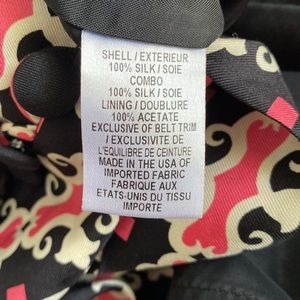 SHELL / EXTERIEUR
100% SILK / SOIE
COMBO
100% SILK / SOIE
LINING / DOUBLURE
100% ACETATE
EXCLUSIVE OF BELT TRIM
/ EXCLUSIVITE DE
L'EQUILIBRE DE CEINTURE
MADE IN THE USA OF
IMPORTED FABRIC
FABRIQUE AUX
ETATS-UNIS DU TISSU
IMPORTE